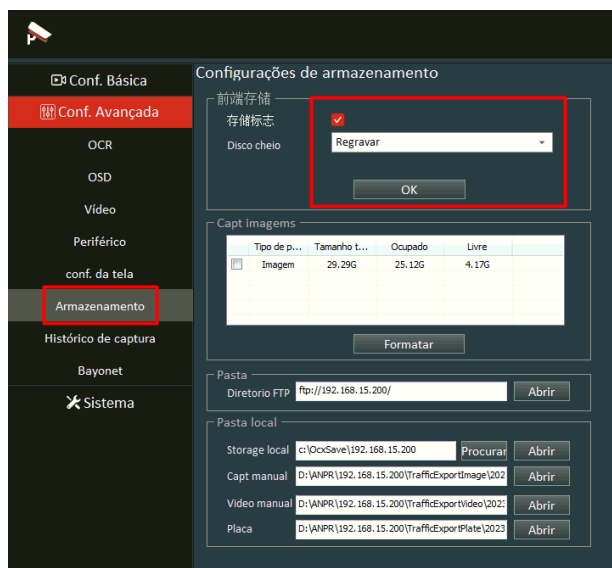 Conf. Básica
Conf. Avançada
OCR
OSD
Vídeo
Periférico
conf. da tela
Armazenamento
Histórico de captura
Bayonet
Sistema
Configurações de armazenamento
前端存储
存储标志
Disco cheio Regravar
OK
Capt imagems
Tipo de p... Tamanho t... Ocupado Livre
Imagem 29.29G 25.12G 4.17G
Formatar
Pasta
Diretorio FTP ftp://192.168.15.200/ Abrir
Pasta local
Storage local c:\OcxSave\192.168.15.200 Procurar Abrir
Capt manual D:\ANPR\192.168.15.200\TrafficExportImage\202 Abrir
Video manual D:\ANPR\192.168.15.200\TrafficExportVideo\2023 Abrir
Placa D:\ANPR\192.168.15.200\TrafficExportPlate\2023 Abrir